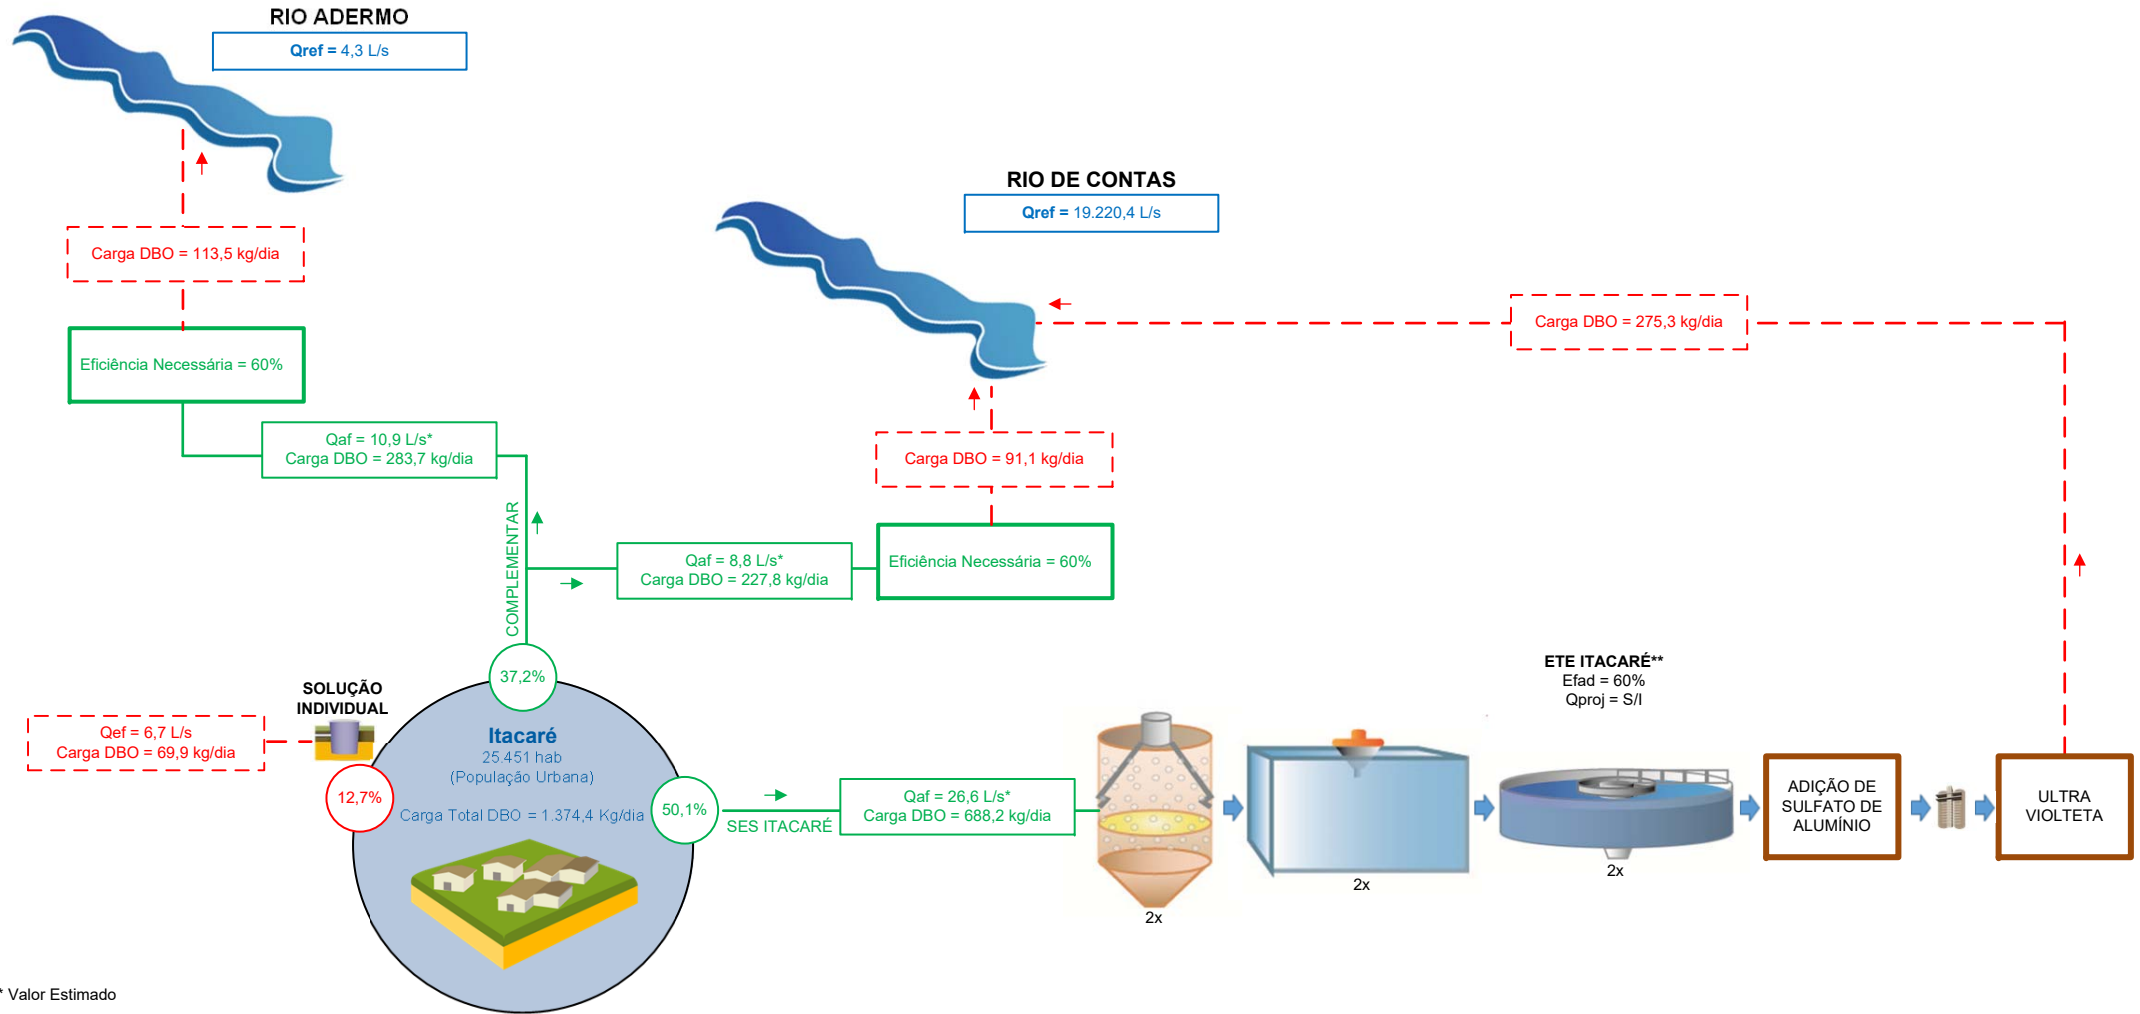 RIO ADERMO
Qref = 4,3 L/s
RIO DE CONTAS
Qref = 19.220,4 L/s
Carga DBO = 113,5 kg/dia
Carga DBO = 275,3 kg/dia
Eficiência Necessária = 60%
Qaf = 10,9 L/s*
Carga DBO = 283,7 kg/dia
Carga DBO = 91,1 kg/dia
COMPLEMENTAR
Qaf = 8,8 L/s*
Carga DBO = 227,8 kg/dia
Eficiência Necessária = 60%
37,2%
ETE ITACARÉ**
Efad = 60%
Qproj = S/I
SOLUÇÃO
INDIVIDUAL
Qef = 6,7 L/s
Carga DBO = 69,9 kg/dia
12,7%
Itacaré
25.451 hab
(População Urbana)
Carga Total DBO = 1.374,4 Kg/dia
50,1%
SES ITACARÉ
Qaf = 26,6 L/s*
Carga DBO = 688,2 kg/dia
2x
2x
2x
ADIÇÃO DE
SULFATO DE
ALUMÍNIO
ULTRA
VIOLTETA
* Valor Estimado